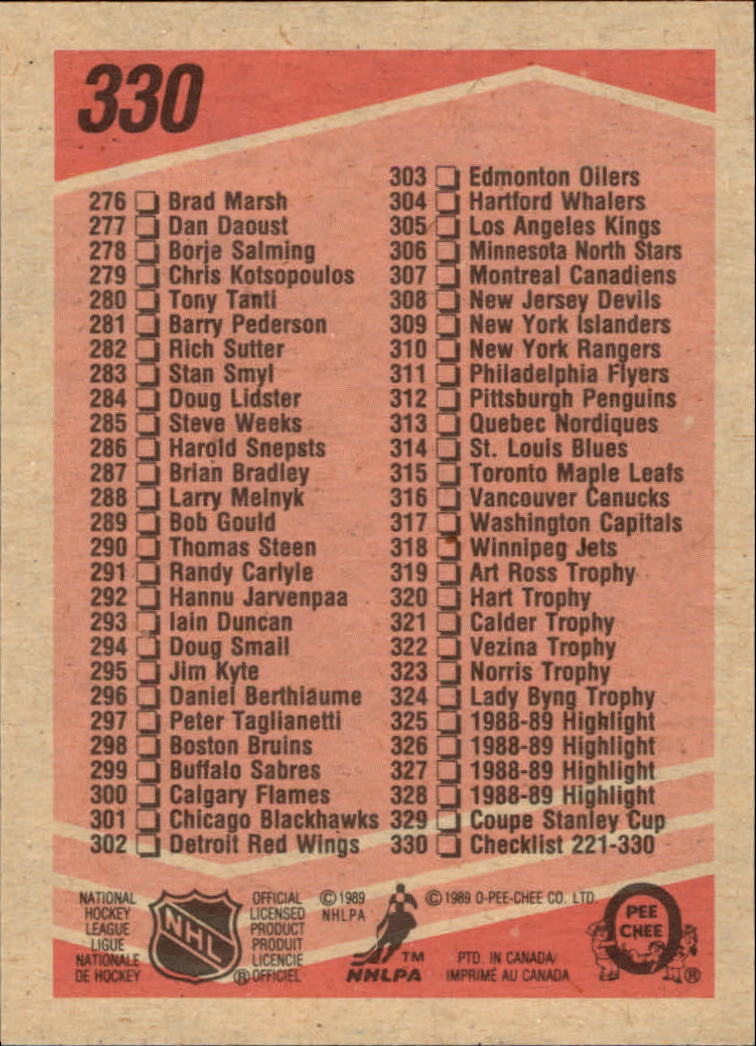 330
276 Brad Marsh
277 Dan Daoust
278 Borje Salming
279 Chris Kotsopoulos
280 Tony Tanti
281 Barry Pederson
282 Rich Sutter
283 Stan Smyl
284 Doug Lidster
285 Steve Weeks
286 Harold Snepsts
287 Brian Bradley
288 Larry Melnyk
289 Bob Gould
290 Thomas Steen
291 Randy Carlyle
292 Hannu Jarvenpaa
293 Iain Duncan
294 Doug Smail
295 Jim Kyte
296 Daniel Berthiaume
297 Peter Taglianetti
298 Boston Bruins
299 Buffalo Sabres
300 Calgary Flames
301 Chicago Blackhawks
302 Detroit Red Wings
303 Edmonton Oilers
304 Hartford Whalers
305 Los Angeles Kings
306 Minnesota North Stars
307 Montreal Canadiens
308 New Jersey Devils
309 New York Islanders
310 New York Rangers
311 Philadelphia Flyers
312 Pittsburgh Penguins
313 Quebec Nordiques
314 St. Louis Blues
315 Toronto Maple Leafs
316 Vancouver Canucks
317 Washington Capitals
318 Winnipeg Jets
319 Art Ross Trophy
320 Hart Trophy
321 Calder Trophy
322 Vezina Trophy
323 Norris Trophy
324 Lady Byng Trophy
325 1988-89 Highlight
326 1988-89 Highlight
327 1988-89 Highlight
328 1988-89 Highlight
329 Coupe Stanley Cup
330 Checklist 221-330
NATIONAL
HOCKEY
LEAGUE
LIGUE
NATIONALE
DE HOCKEY
NHL
®
OFFICIAL
LICENSED
PRODUCT
PRODUIT
LICENCIE
OFFICIEL
© 1989
NHLPA
TM
NHLPA
© 1989 O-PEE-CHEE CO. LTD.
PTD. IN CANADA
IMPRIMÉ AU CANADA
PEE
CHEE
®